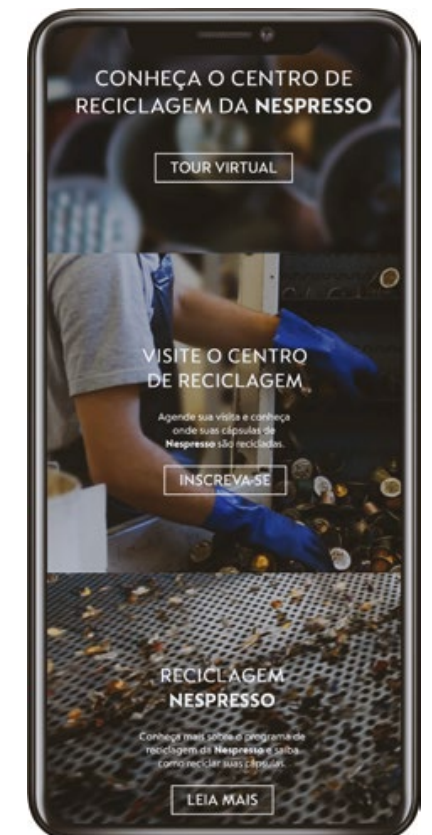 CONHEÇA O CENTRO DE
RECICLAGEM DA NESPRESSO
TOUR VIRTUAL
VISITE O CENTRO
DE RECICLAGEM
Agende sua visita e conheça
onde suas cápsulas de
Nespresso são recicladas.
INSCREVA-SE
RECICLAGEM
NESPRESSO
Conheça mais sobre o programa de
reciclagem da Nespresso e saiba
como reciclar suas cápsulas.
LEIA MAIS